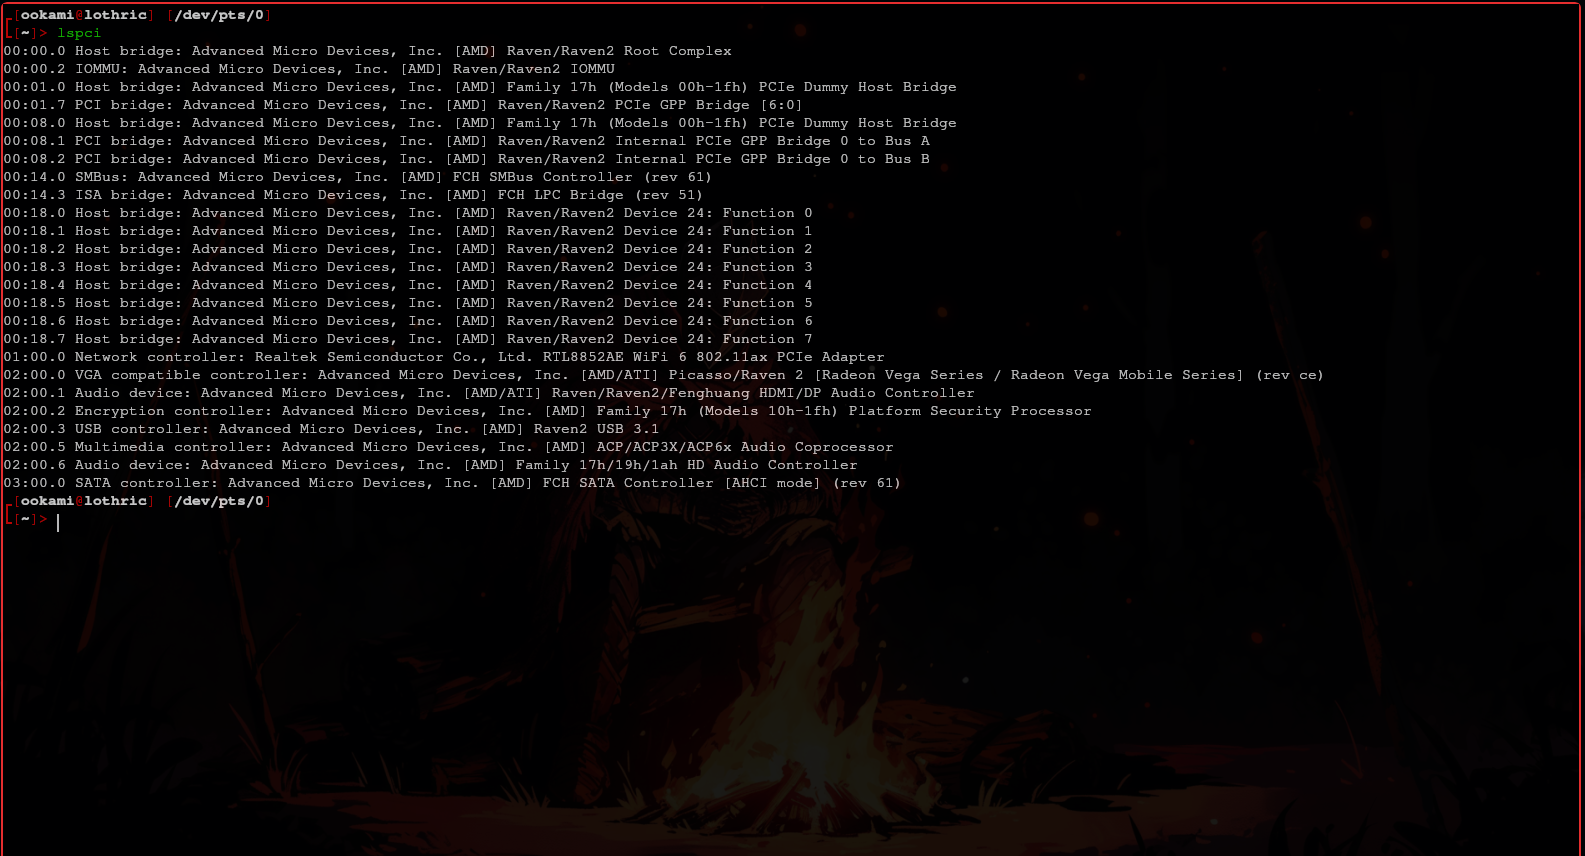 [ookami@lothric] [/dev/pts/0]
[~]> lspci
00:00.0 Host bridge: Advanced Micro Devices, Inc. [AMD] Raven/Raven2 Root Complex
00:00.2 IOMMU: Advanced Micro Devices, Inc. [AMD] Raven/Raven2 IOMMU
00:01.0 Host bridge: Advanced Micro Devices, Inc. [AMD] Family 17h (Models 00h-1fh) PCIe Dummy Host Bridge
00:01.7 PCI bridge: Advanced Micro Devices, Inc. [AMD] Raven/Raven2 PCIe GPP Bridge [6:0]
00:08.0 Host bridge: Advanced Micro Devices, Inc. [AMD] Family 17h (Models 00h-1fh) PCIe Dummy Host Bridge
00:08.1 PCI bridge: Advanced Micro Devices, Inc. [AMD] Raven/Raven2 Internal PCIe GPP Bridge 0 to Bus A
00:08.2 PCI bridge: Advanced Micro Devices, Inc. [AMD] Raven/Raven2 Internal PCIe GPP Bridge 0 to Bus B
00:14.0 SMBus: Advanced Micro Devices, Inc. [AMD] FCH SMBus Controller (rev 61)
00:14.3 ISA bridge: Advanced Micro Devices, Inc. [AMD] FCH LPC Bridge (rev 51)
00:18.0 Host bridge: Advanced Micro Devices, Inc. [AMD] Raven/Raven2 Device 24: Function 0
00:18.1 Host bridge: Advanced Micro Devices, Inc. [AMD] Raven/Raven2 Device 24: Function 1
00:18.2 Host bridge: Advanced Micro Devices, Inc. [AMD] Raven/Raven2 Device 24: Function 2
00:18.3 Host bridge: Advanced Micro Devices, Inc. [AMD] Raven/Raven2 Device 24: Function 3
00:18.4 Host bridge: Advanced Micro Devices, Inc. [AMD] Raven/Raven2 Device 24: Function 4
00:18.5 Host bridge: Advanced Micro Devices, Inc. [AMD] Raven/Raven2 Device 24: Function 5
00:18.6 Host bridge: Advanced Micro Devices, Inc. [AMD] Raven/Raven2 Device 24: Function 6
00:18.7 Host bridge: Advanced Micro Devices, Inc. [AMD] Raven/Raven2 Device 24: Function 7
01:00.0 Network controller: Realtek Semiconductor Co., Ltd. RTL8852AE WiFi 6 802.11ax PCIe Adapter
02:00.0 VGA compatible controller: Advanced Micro Devices, Inc. [AMD/ATI] Picasso/Raven 2 [Radeon Vega Series / Radeon Vega Mobile Series] (rev ce)
02:00.1 Audio device: Advanced Micro Devices, Inc. [AMD/ATI] Raven/Raven2/Fenghuang HDMI/DP Audio Controller
02:00.2 Encryption controller: Advanced Micro Devices, Inc. [AMD] Family 17h (Models 10h-1fh) Platform Security Processor
02:00.3 USB controller: Advanced Micro Devices, Inc. [AMD] Raven2 USB 3.1
02:00.5 Multimedia controller: Advanced Micro Devices, Inc. [AMD] ACP/ACP3X/ACP6x Audio Coprocessor
02:00.6 Audio device: Advanced Micro Devices, Inc. [AMD] Family 17h/19h/1ah HD Audio Controller
03:00.0 SATA controller: Advanced Micro Devices, Inc. [AMD] FCH SATA Controller [AHCI mode] (rev 61)
[ookami@lothric] [/dev/pts/0]
[~]>